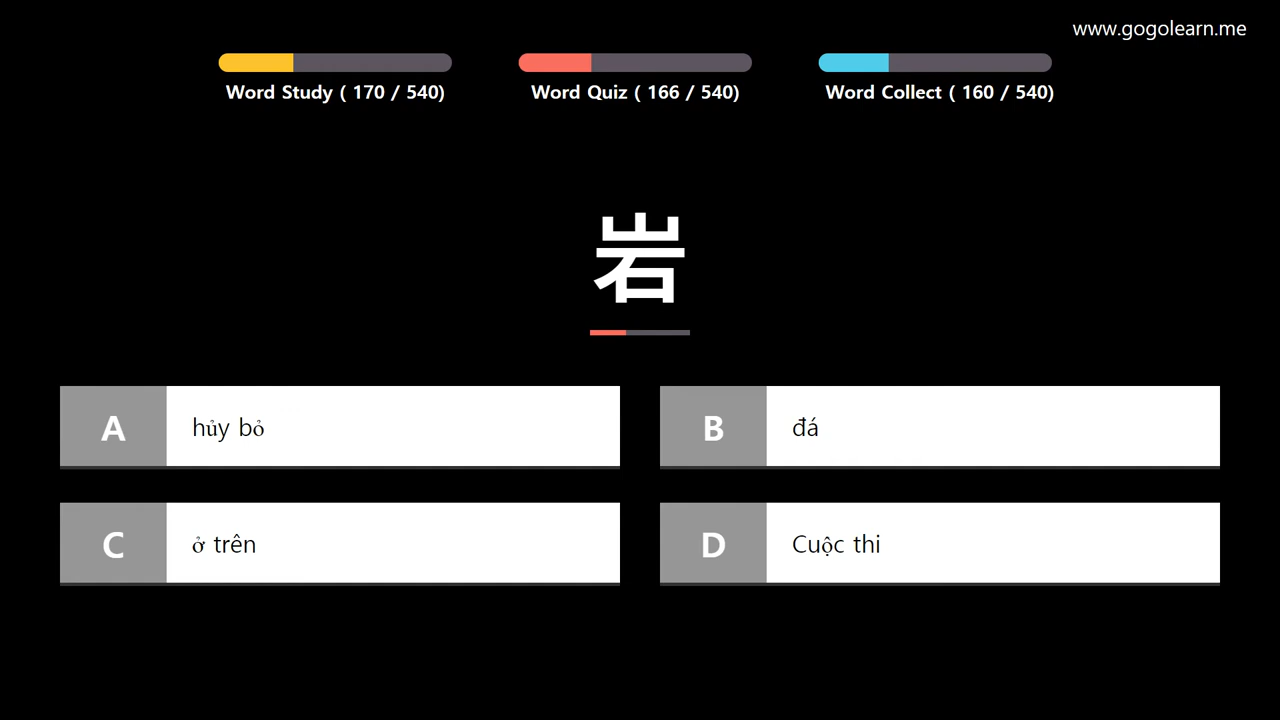 www.gogolearn.me
Word Study ( 170 / 540)
Word Quiz ( 166 / 540)
Word Collect ( 160 / 540)
岩
A hủy bỏ
B đá
C ở trên
D Cuộc thi